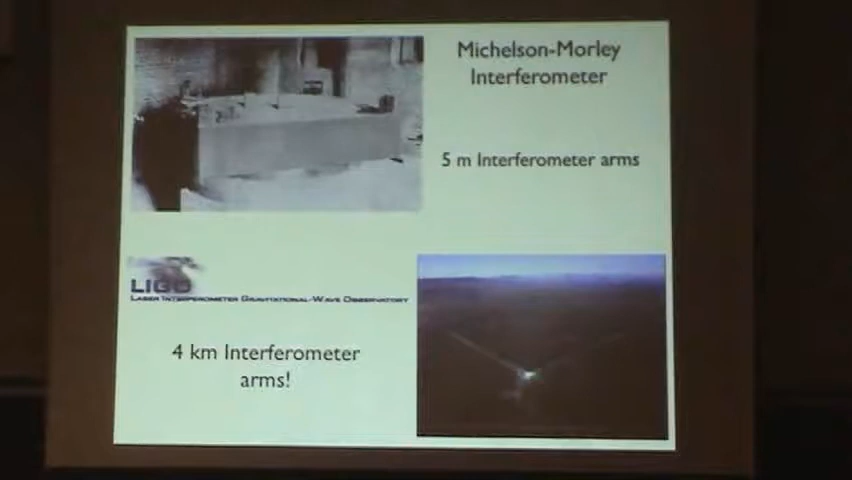 Michelson-Morley
Interferometer
5 m Interferometer arms
LIGO
Laser Interferometer Gravitational-Wave Observatory
4 km Interferometer
arms!